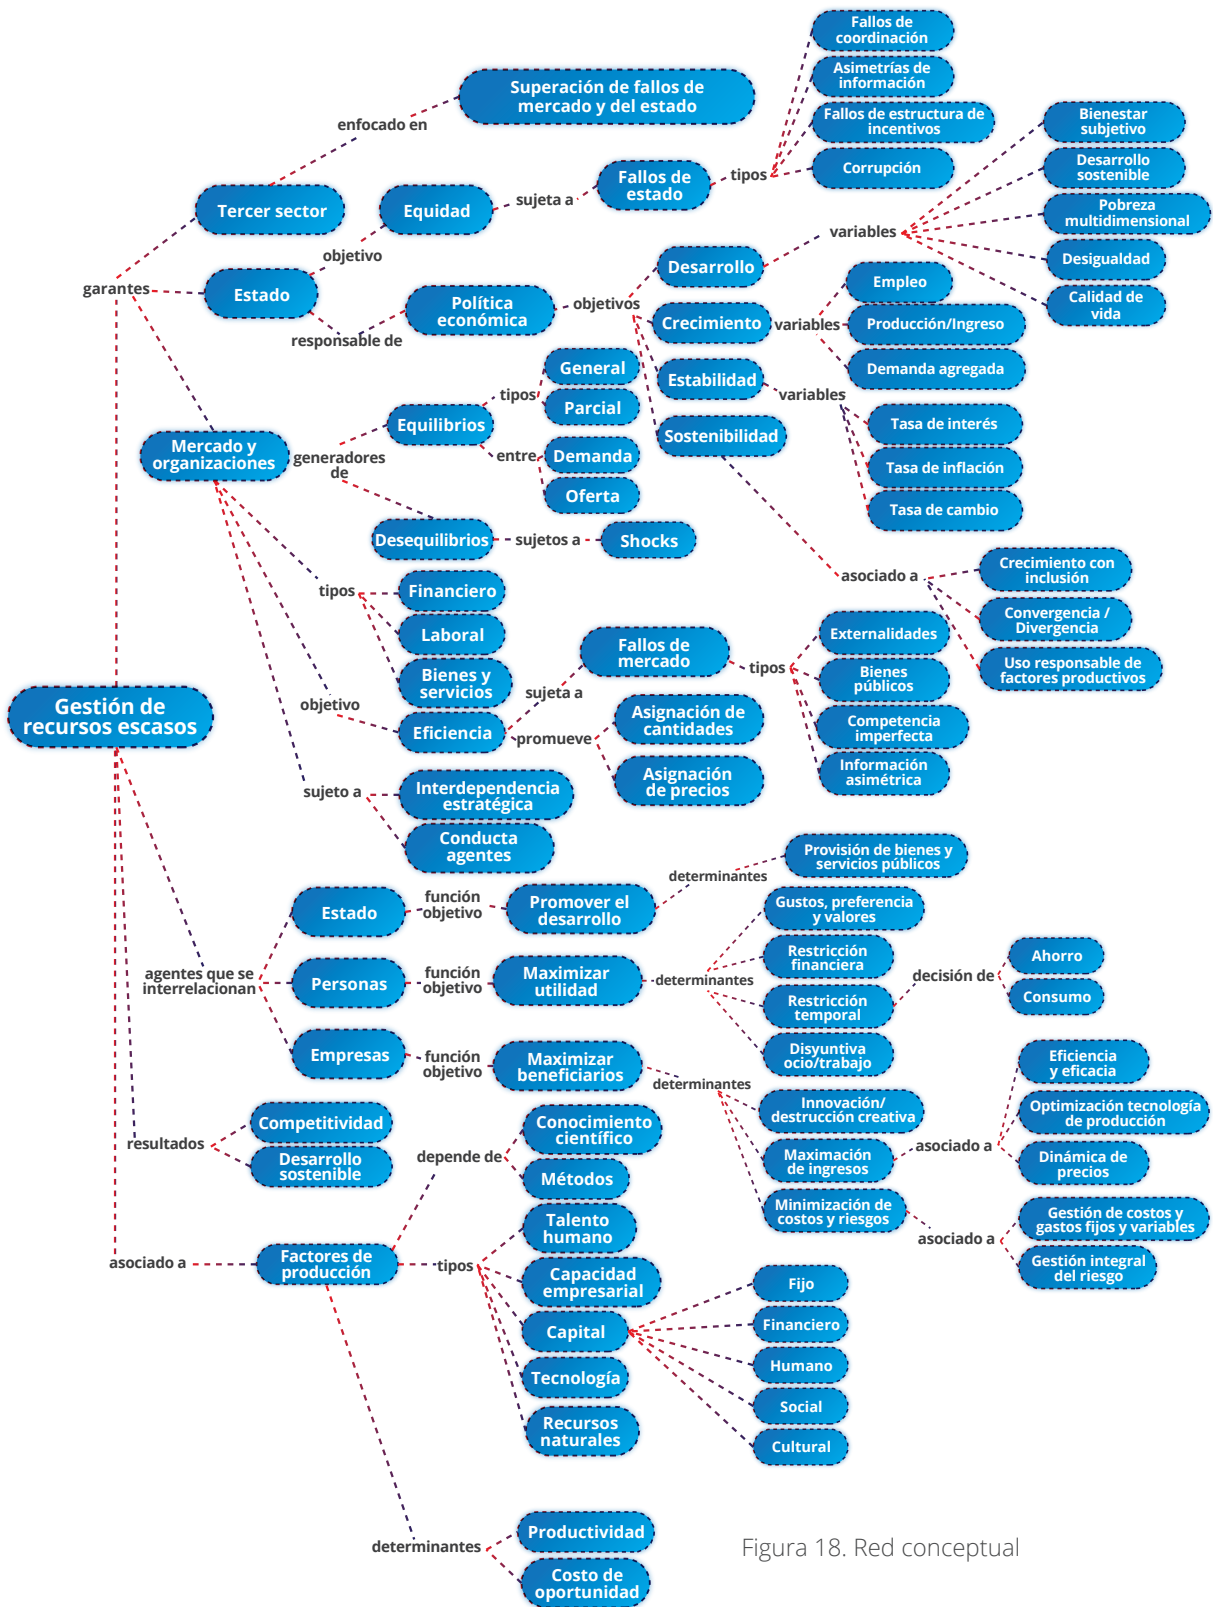 Fallos de
coordinación
Asimetrías de
información
Superación de fallos de
mercado y del estado
enfocado en
Fallos de estructura de
incentivos
Bienestar
subjetivo
Corrupción
tipos
Desarrollo
sostenible
Fallos de
estado
sujeta a
Equidad
Tercer sector
Pobreza
multidimensional
variables
objetivo
Desarrollo
Desigualdad
garantes
Estado
Política
económica
objetivos
Empleo
Calidad de
vida
Crecimiento
variables
Producción/Ingreso
responsable de
General
tipos
Parcial
Estabilidad
variables
Demanda agregada
Equilibrios
Tasa de interés
Mercado y
organizaciones
generadores
de
entre
Demanda
Sostenibilidad
Tasa de inflación
Oferta
Tasa de cambio
Desequilibrios
sujetos a
Shocks
asociado a
Crecimiento con
inclusión
tipos
Financiero
Convergencia /
Divergencia
Laboral
Fallos de
mercado
tipos
Externalidades
Uso responsable de
factores productivos
Bienes y
servicios
sujeta a
Bienes
públicos
Gestión de
recursos escasos
objetivo
Eficiencia
promueve
Asignación de
cantidades
Competencia
imperfecta
Asignación
de precios
Información
asimétrica
sujeto a
Interdependencia
estratégica
Conducta
agentes
Provisión de bienes y
servicios públicos
determinantes
Estado
función
objetivo
Promover el
desarrollo
Gustos, preferencia
y valores
Restricción
financiera
agentes que se
interrelacionan
Personas
función
objetivo
Maximizar
utilidad
determinantes
decisión de
Ahorro
Consumo
Restricción
temporal
Disyuntiva
ocio/trabajo
Empresas
función
objetivo
Maximizar
beneficiarios
determinantes
Eficiencia
y eficacia
Innovación/
destrucción creativa
Optimización tecnología
de producción
resultados
Competitividad
Desarrollo
sostenible
depende de
Conocimiento
científico
Métodos
Maximación
de ingresos
asociado a
Dinámica de
precios
Minimización de
costos y riesgos
asociado a
Gestión de costos y
gastos fijos y variables
Gestión integral
del riesgo
Talento
humano
asociado a
Factores de
producción
tipos
Capacidad
empresarial
Fijo
Capital
Financiero
Humano
Tecnología
Social
Recursos
naturales
Cultural
determinantes
Productividad
Costo de
oportunidad
Figura 18. Red conceptual